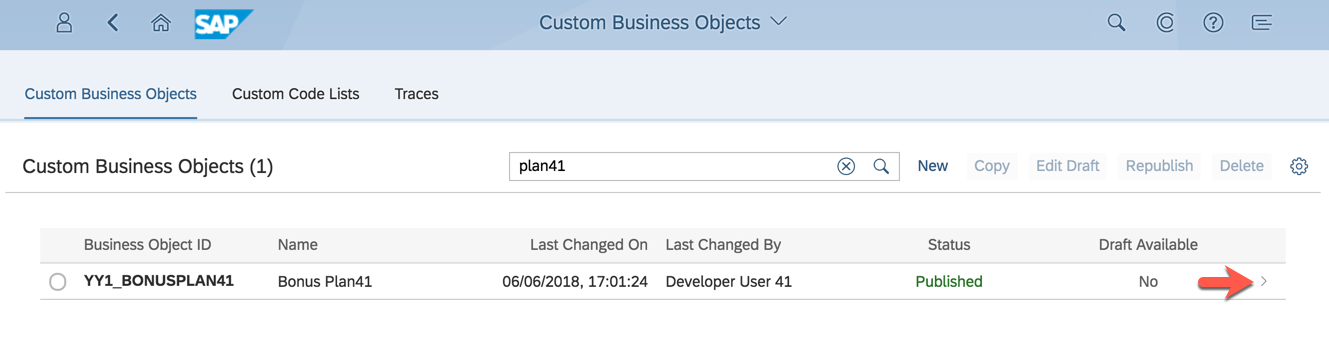 SAP Custom Business Objects
Custom Business Objects Custom Code Lists Traces
Custom Business Objects (1) plan41 New Copy Edit Draft Republish Delete
Business Object ID Name Last Changed On Last Changed By Status Draft Available
YY1_BONUSPLAN41 Bonus Plan41 06/06/2018, 17:01:24 Developer User 41 Published No